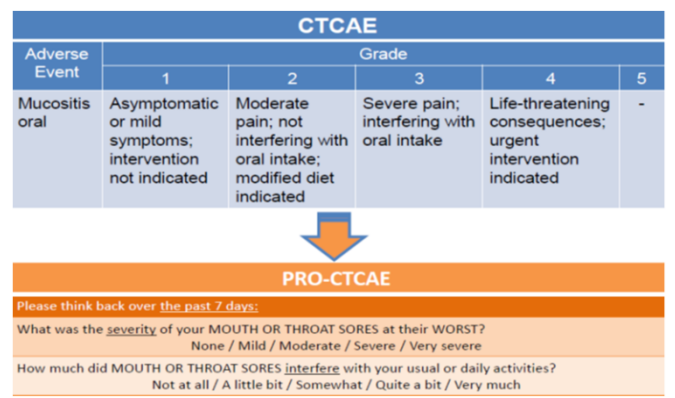 CTCAE
Adverse Event
Grade
1
2
3
4
5
Mucositis oral
Asymptomatic
or mild
symptoms;
intervention
not indicated
Moderate
pain; not
interfering with
oral intake;
modified diet
indicated
Severe pain;
interfering with
oral intake
Life-threatening
consequences;
urgent
intervention
indicated
-
PRO-CTCAE
Please think back over the past 7 days:
What was the severity of your MOUTH OR THROAT SORES at their WORST?
None / Mild / Moderate / Severe / Very severe
How much did MOUTH OR THROAT SORES interfere with your usual or daily activities?
Not at all / A little bit / Somewhat / Quite a bit / Very much